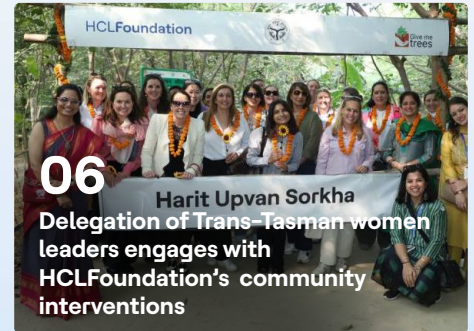 HCLFoundation
Give me
trees
Harit Upvan Sorkha
06
Delegation of Trans-Tasman women
leaders engages with
HCLFoundation's community
interventions